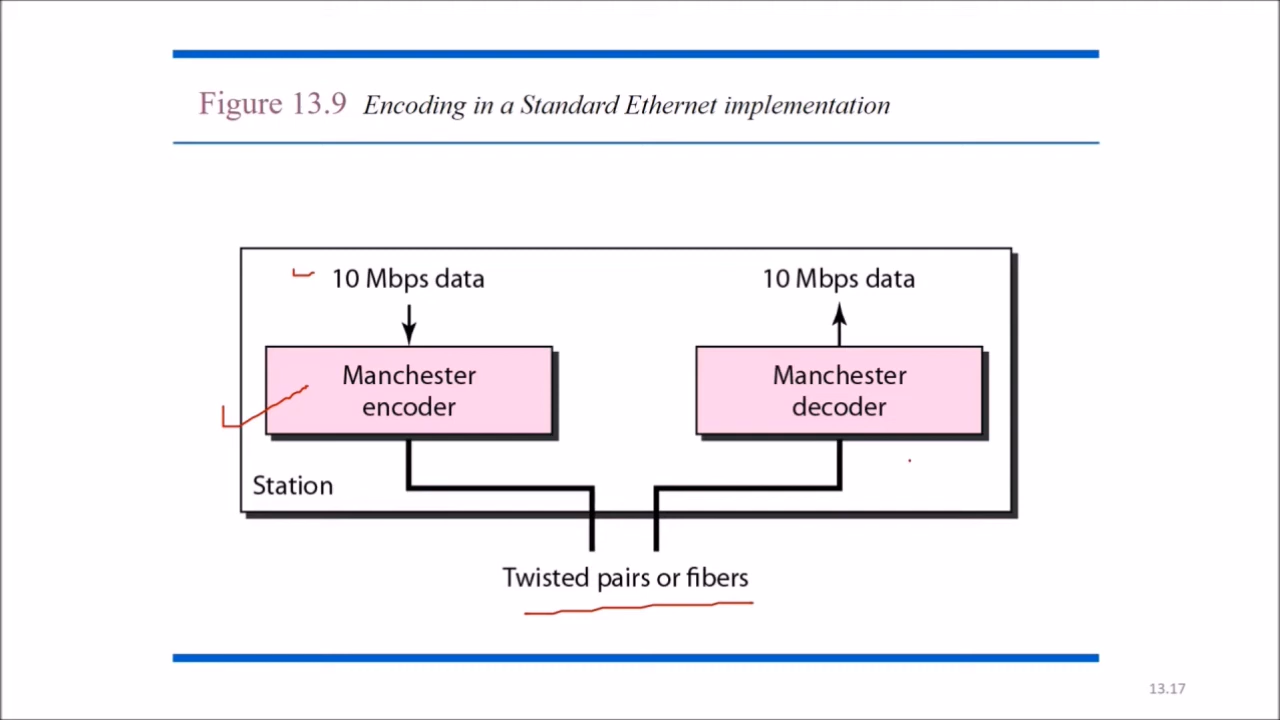 Figure 13.9 Encoding in a Standard Ethernet implementation
10 Mbps data
10 Mbps data
Manchester
encoder
Manchester
decoder
Station
Twisted pairs or fibers
13.17